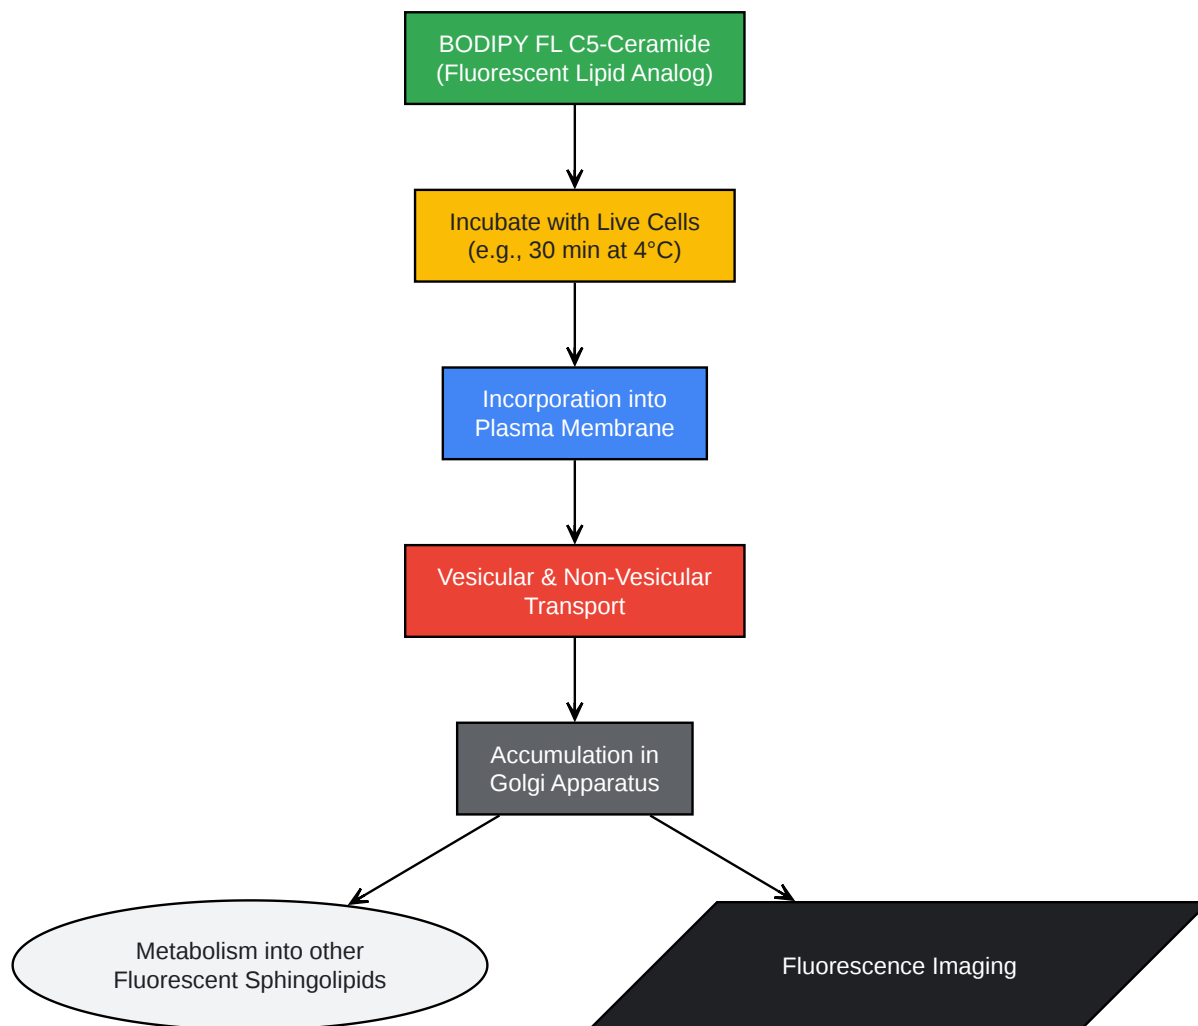 BODIPY FL C5-Ceramide
(Fluorescent Lipid Analog)
Incubate with Live Cells
(e.g., 30 min at 4°C)
Incorporation into
Plasma Membrane
Vesicular & Non-Vesicular
Transport
Accumulation in
Golgi Apparatus
Metabolism into other
Fluorescent Sphingolipids
Fluorescence Imaging